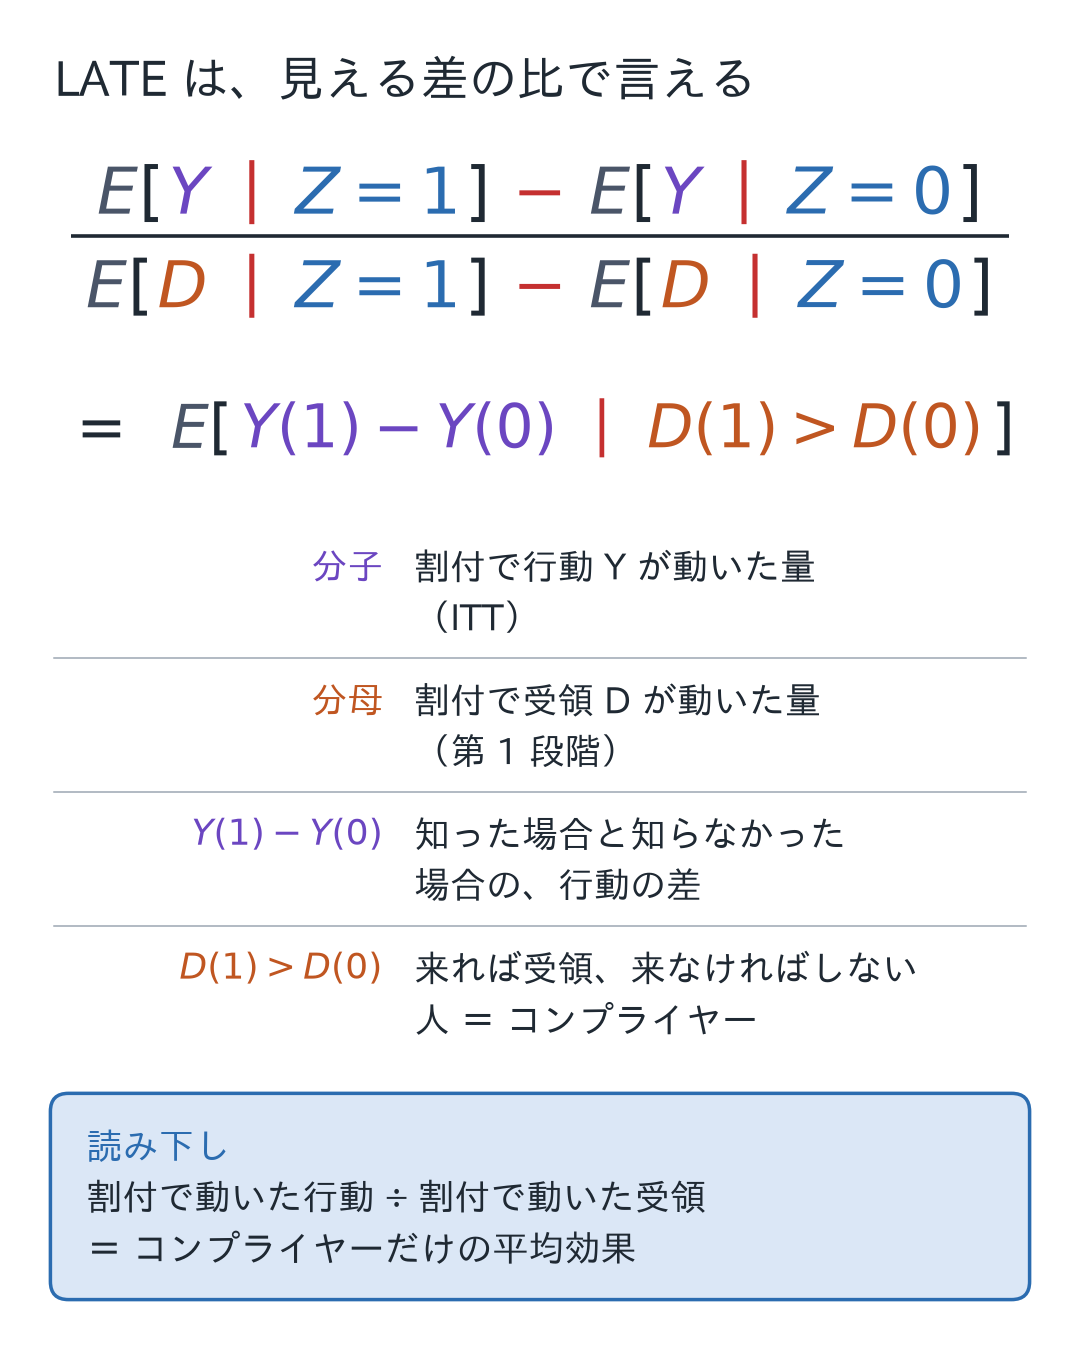 LATE は、見える差の比で言える
E[Y | Z = 1] − E[Y | Z = 0]
E[D | Z = 1] − E[D | Z = 0]
= E[Y(1) − Y(0) | D(1) > D(0)]
分子 割付で行動 Y が動いた量
（ITT）
分母 割付で受領 D が動いた量
（第 1 段階）
Y(1) − Y(0) 知った場合と知らなかった
場合の、行動の差
D(1) > D(0) 来れば受領、来なければしない
人 ＝ コンプライヤー
読み下し
割付で動いた行動 ÷ 割付で動いた受領
＝ コンプライヤーだけの平均効果